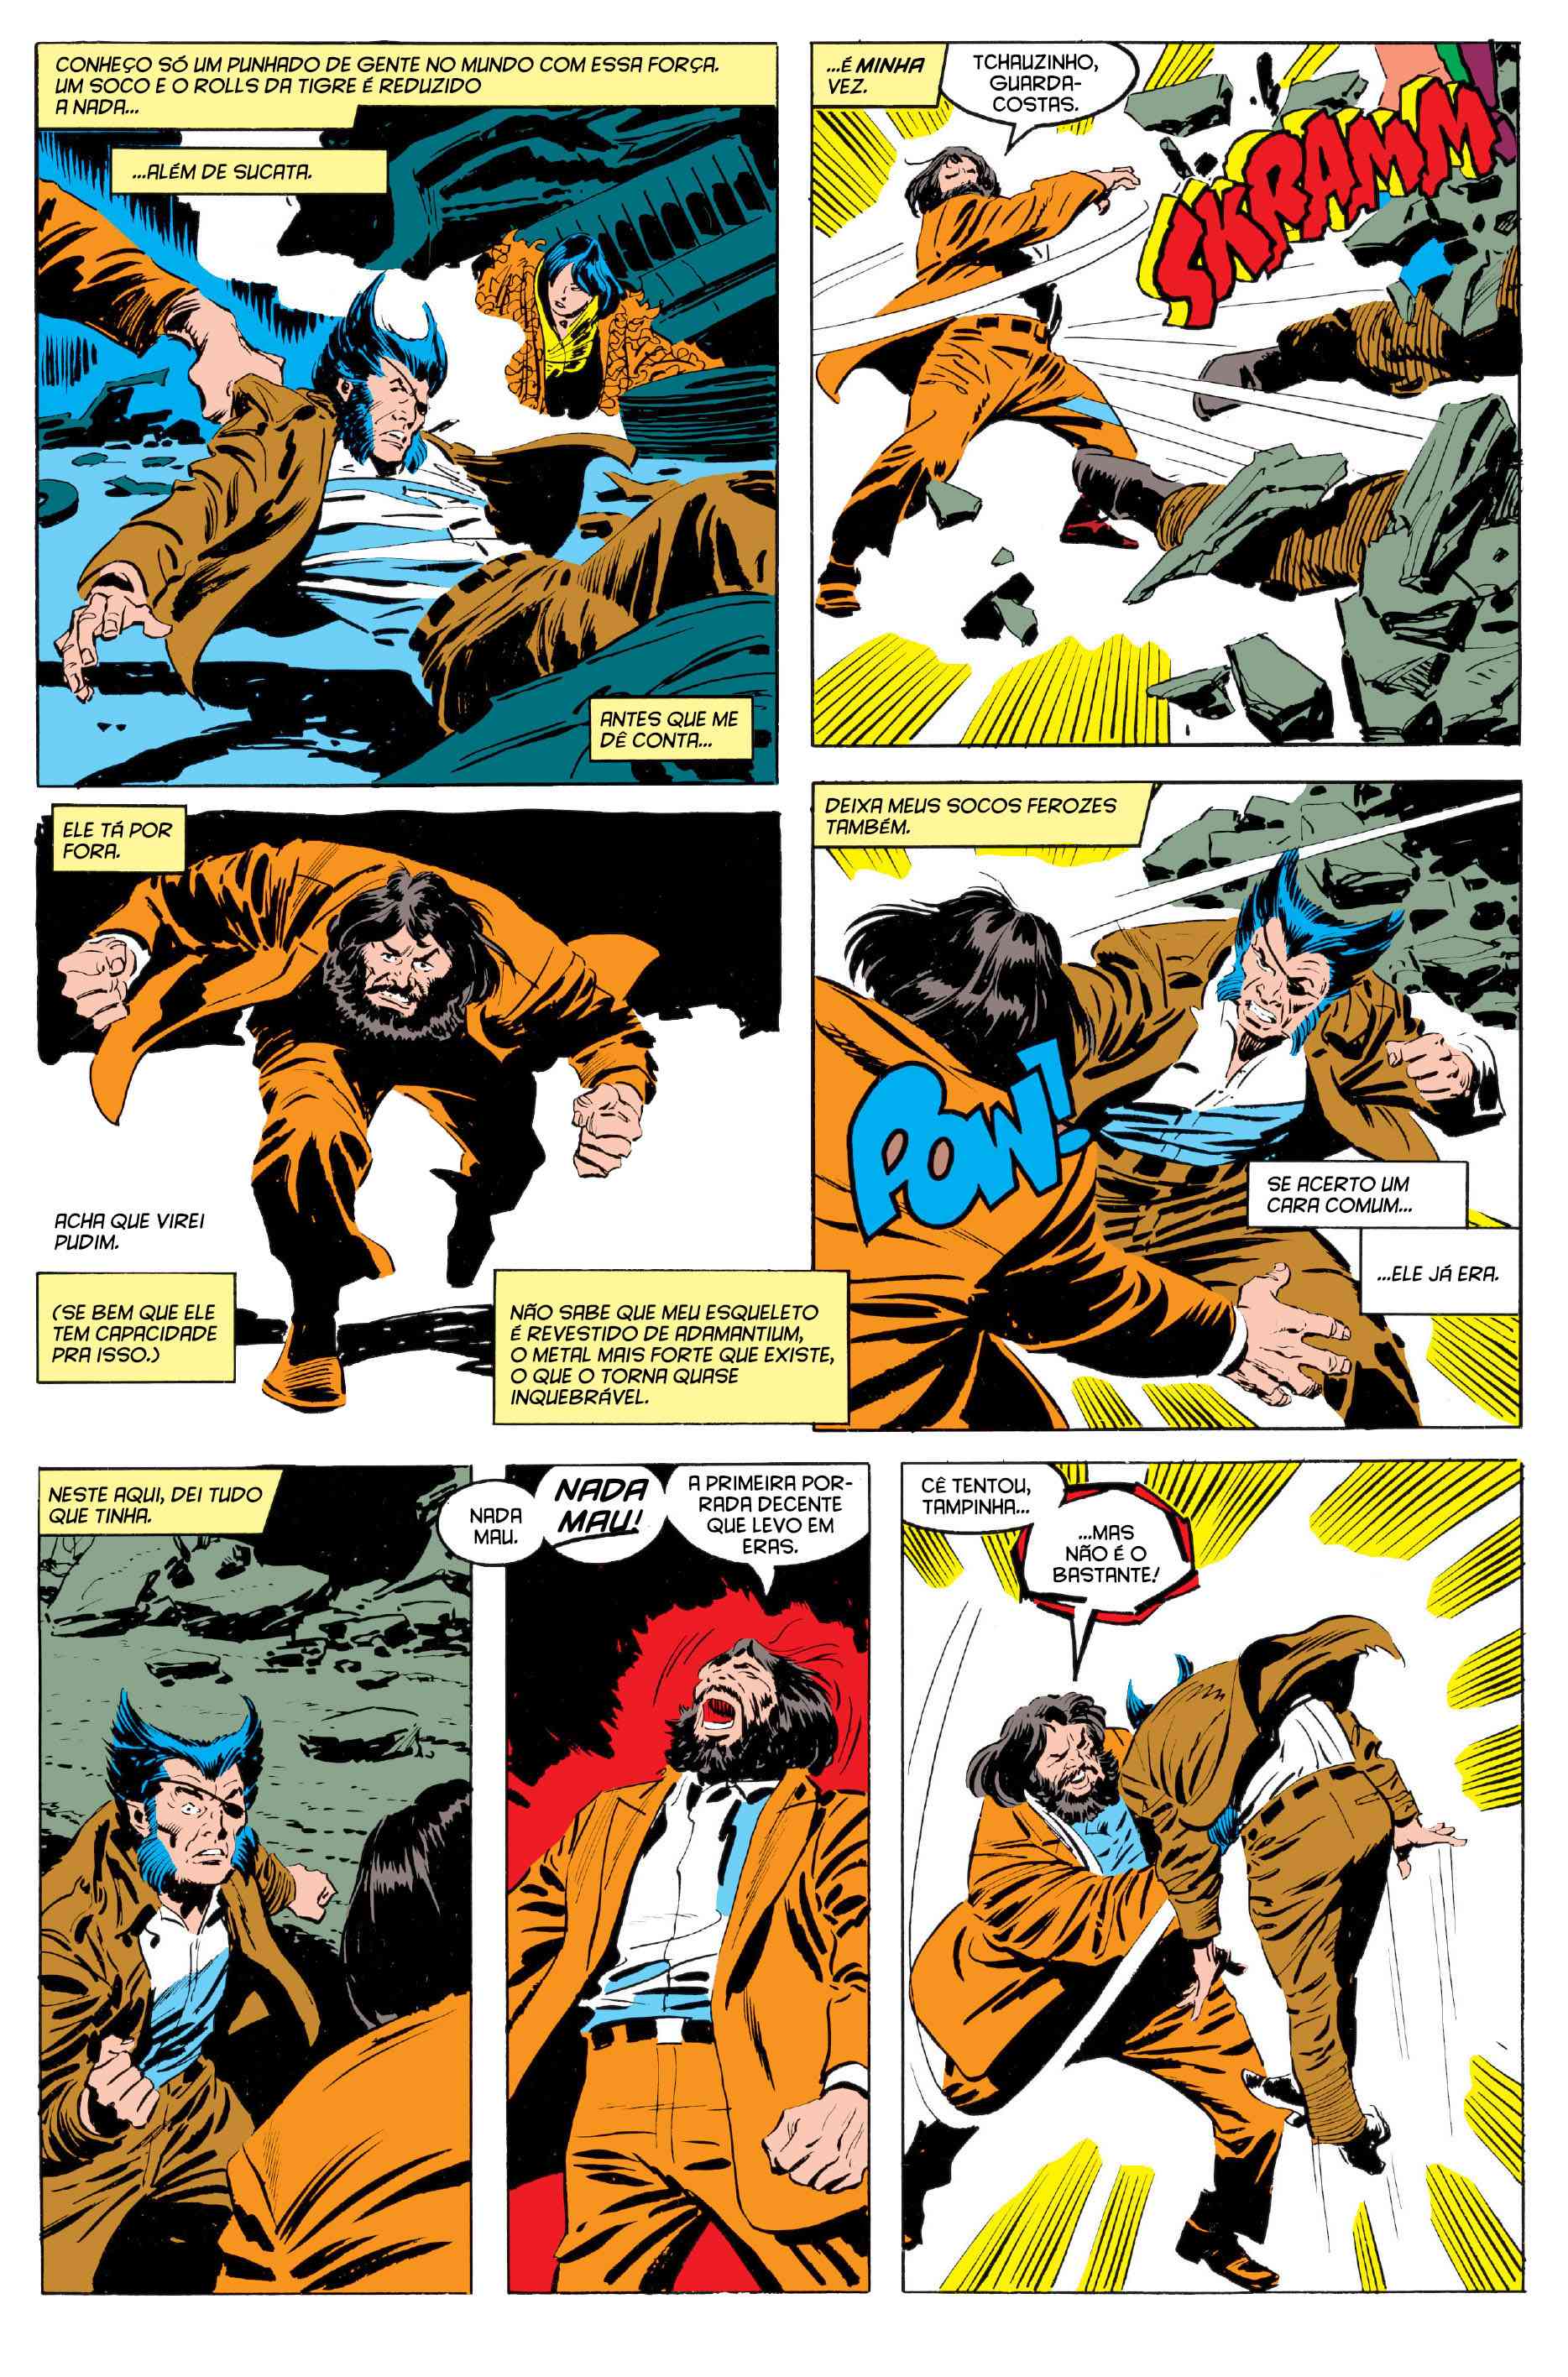 CONHEÇO SÓ UM PUNHADO DE GENTE NO MUNDO COM ESSA FORÇA.
UM SOCO E O ROLLS DA TIGRE É REDUZIDO
A NADA...
...ALÉM DE SUCATA.
ANTES QUE ME
DÊ CONTA...
...É MINHA
VEZ.
TCHAUZINHO,
GUARDA-
COSTAS.
SKRAMM
ELE TÁ POR
FORA.
ACHA QUE VIREI
PUDIM.
(SE BEM QUE ELE
TEM CAPACIDADE
PRA ISSO.)
NÃO SABE QUE MEU ESQUELETO
É REVESTIDO DE ADAMANTIUM,
O METAL MAIS FORTE QUE EXISTE,
O QUE O TORNA QUASE
INQUEBRÁVEL.
DEIXA MEUS SOCOS FEROZES
TAMBÉM.
POW!
SE ACERTO UM
CARA COMUM...
...ELE JÁ ERA.
NESTE AQUI, DEI TUDO
QUE TINHA.
NADA
MAU.
NADA
MAU!
A PRIMEIRA POR-
RADA DECENTE
QUE LEVO EM
ERAS.
CÊ TENTOU,
TAMPINHA...
...MAS
NÃO É O
BASTANTE!